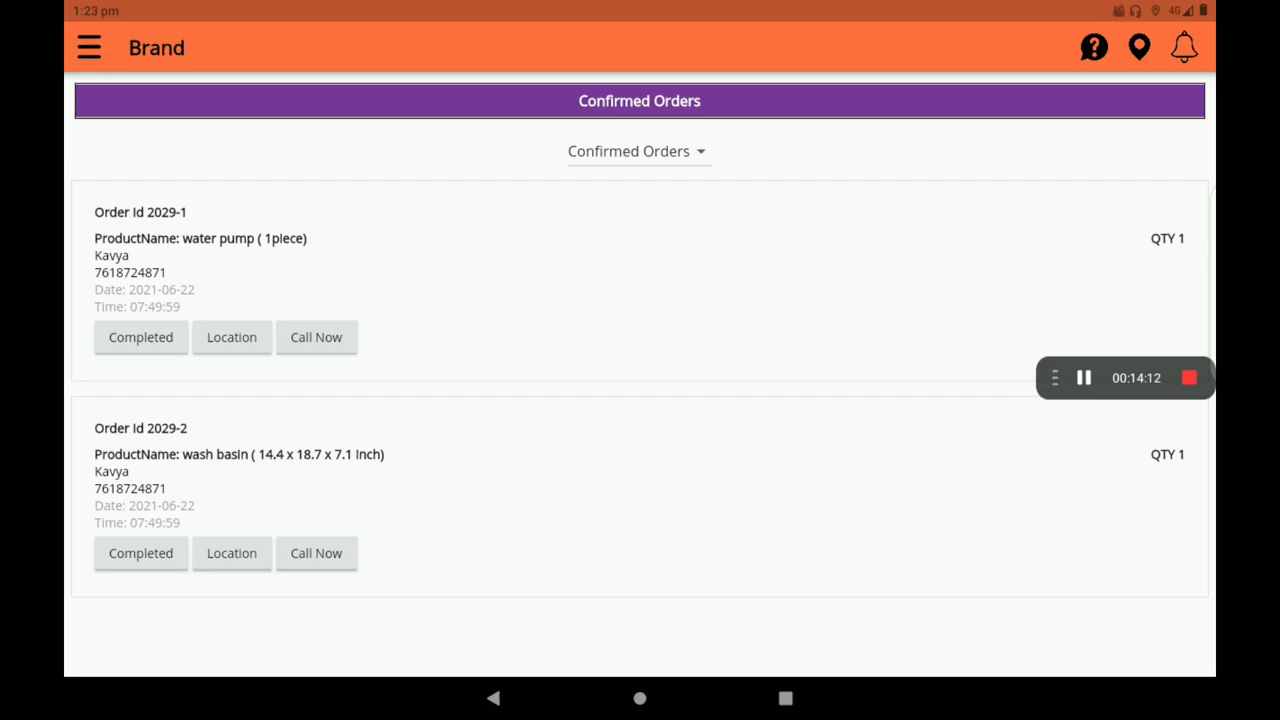 1:23 pm
4G
Brand
Confirmed Orders
Confirmed Orders
Order Id 2029-1
ProductName: water pump ( 1piece)
QTY 1
Kavya
7618724871
Date: 2021-06-22
Time: 07:49:59
Completed
Location
Call Now
00:14:12
Order Id 2029-2
ProductName: wash basin ( 14.4 x 18.7 x 7.1 Inch)
QTY 1
Kavya
7618724871
Date: 2021-06-22
Time: 07:49:59
Completed
Location
Call Now